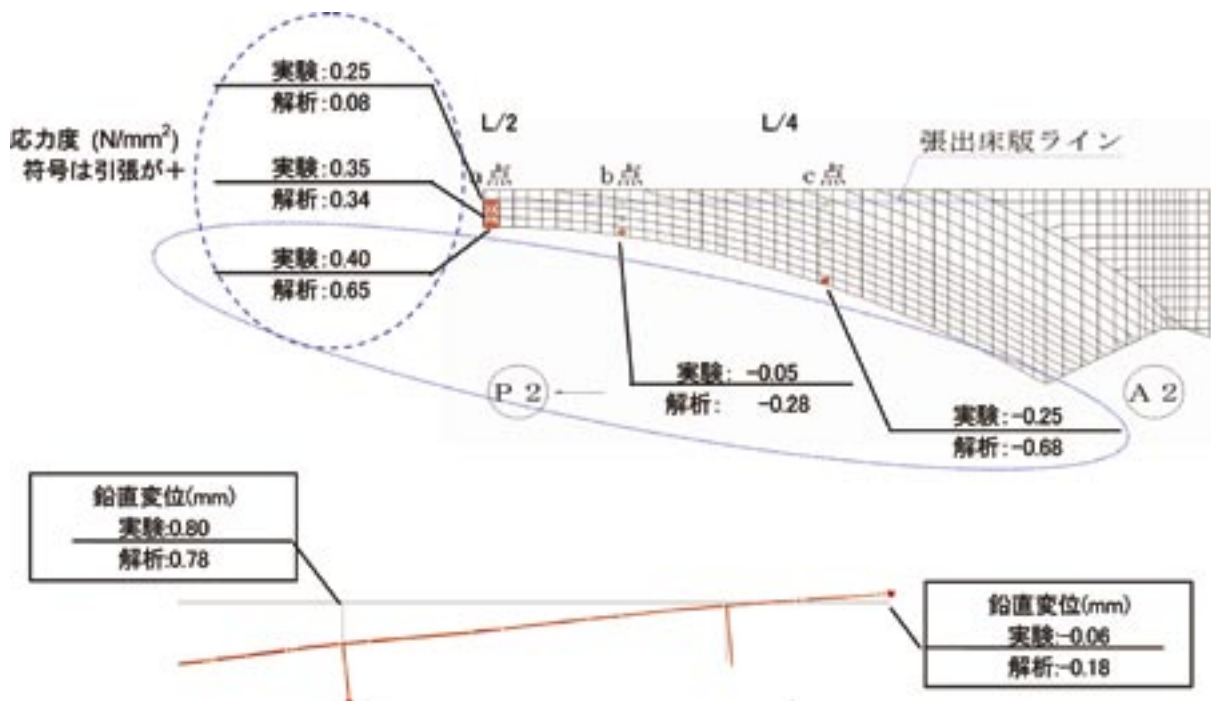 実験:0.25
解析:0.08
応力度 (N/mm²)
符号は引張が＋
実験:0.35
解析:0.34
実験:0.40
解析:0.65
L/2
L/4
張出床版ライン
a点
b点
c点
P 2
A 2
実験: -0.05
解析: -0.28
実験:-0.25
解析:-0.68
鉛直変位(mm)
実験:0.80
解析:0.78
鉛直変位(mm)
実験:-0.06
解析:-0.18